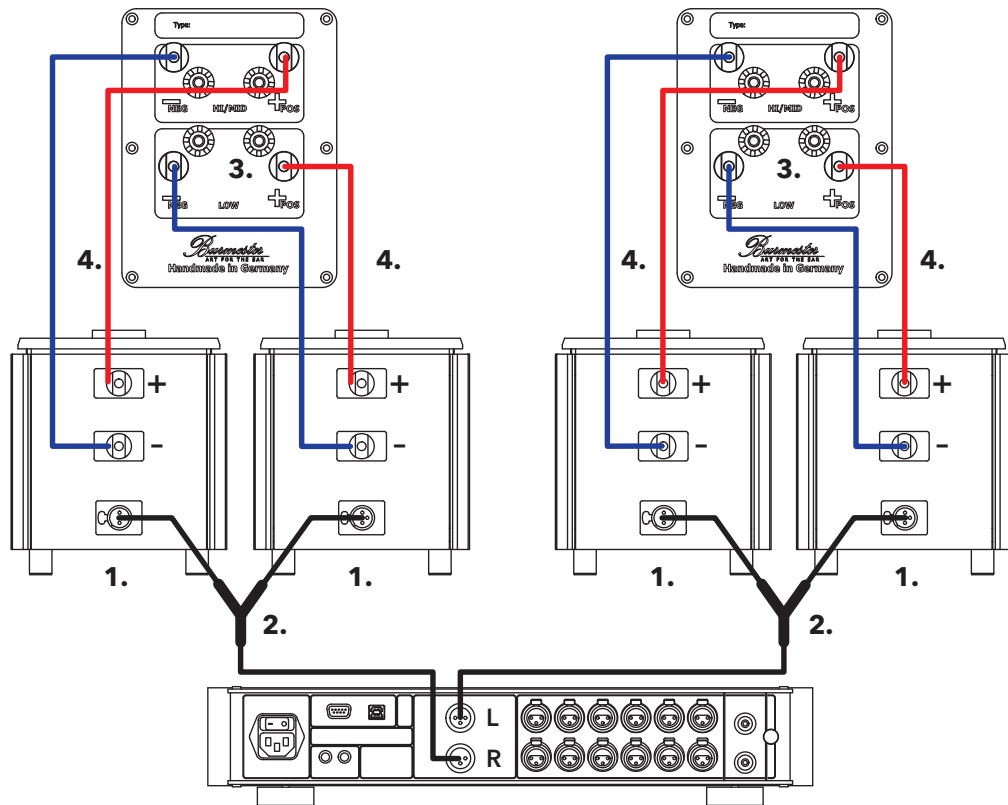 Type:
Type:
NEG HI/MID POS
NEG HI/MID POS
3.
3.
NEG LOW POS
NEG LOW POS
4.
4.
4.
4.
Burmester
ART FOR THE EAR
Handmade in Germany
Burmester
ART FOR THE EAR
Handmade in Germany
+
+
+
+
-
-
-
-
1.
1.
1.
1.
2.
2.
L
R